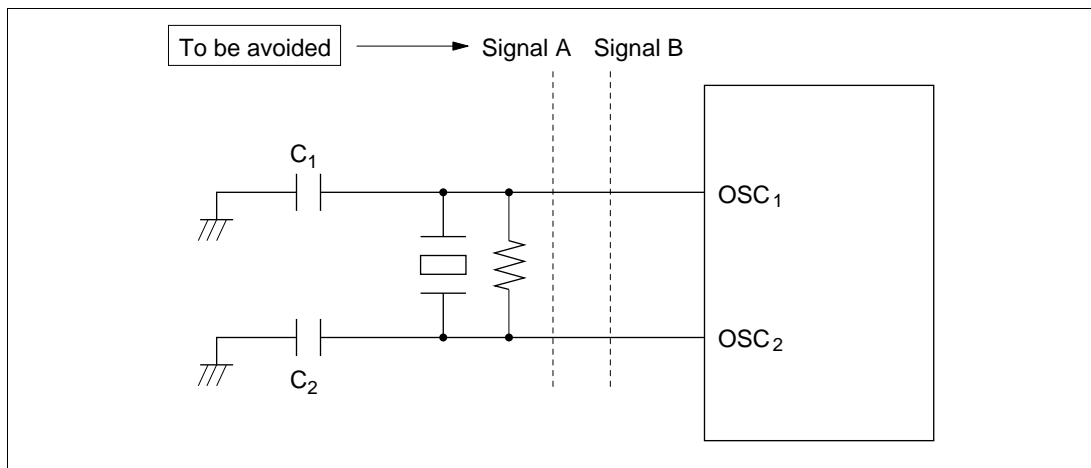 To be avoided Signal A Signal B
C1
OSC1
OSC2
C2